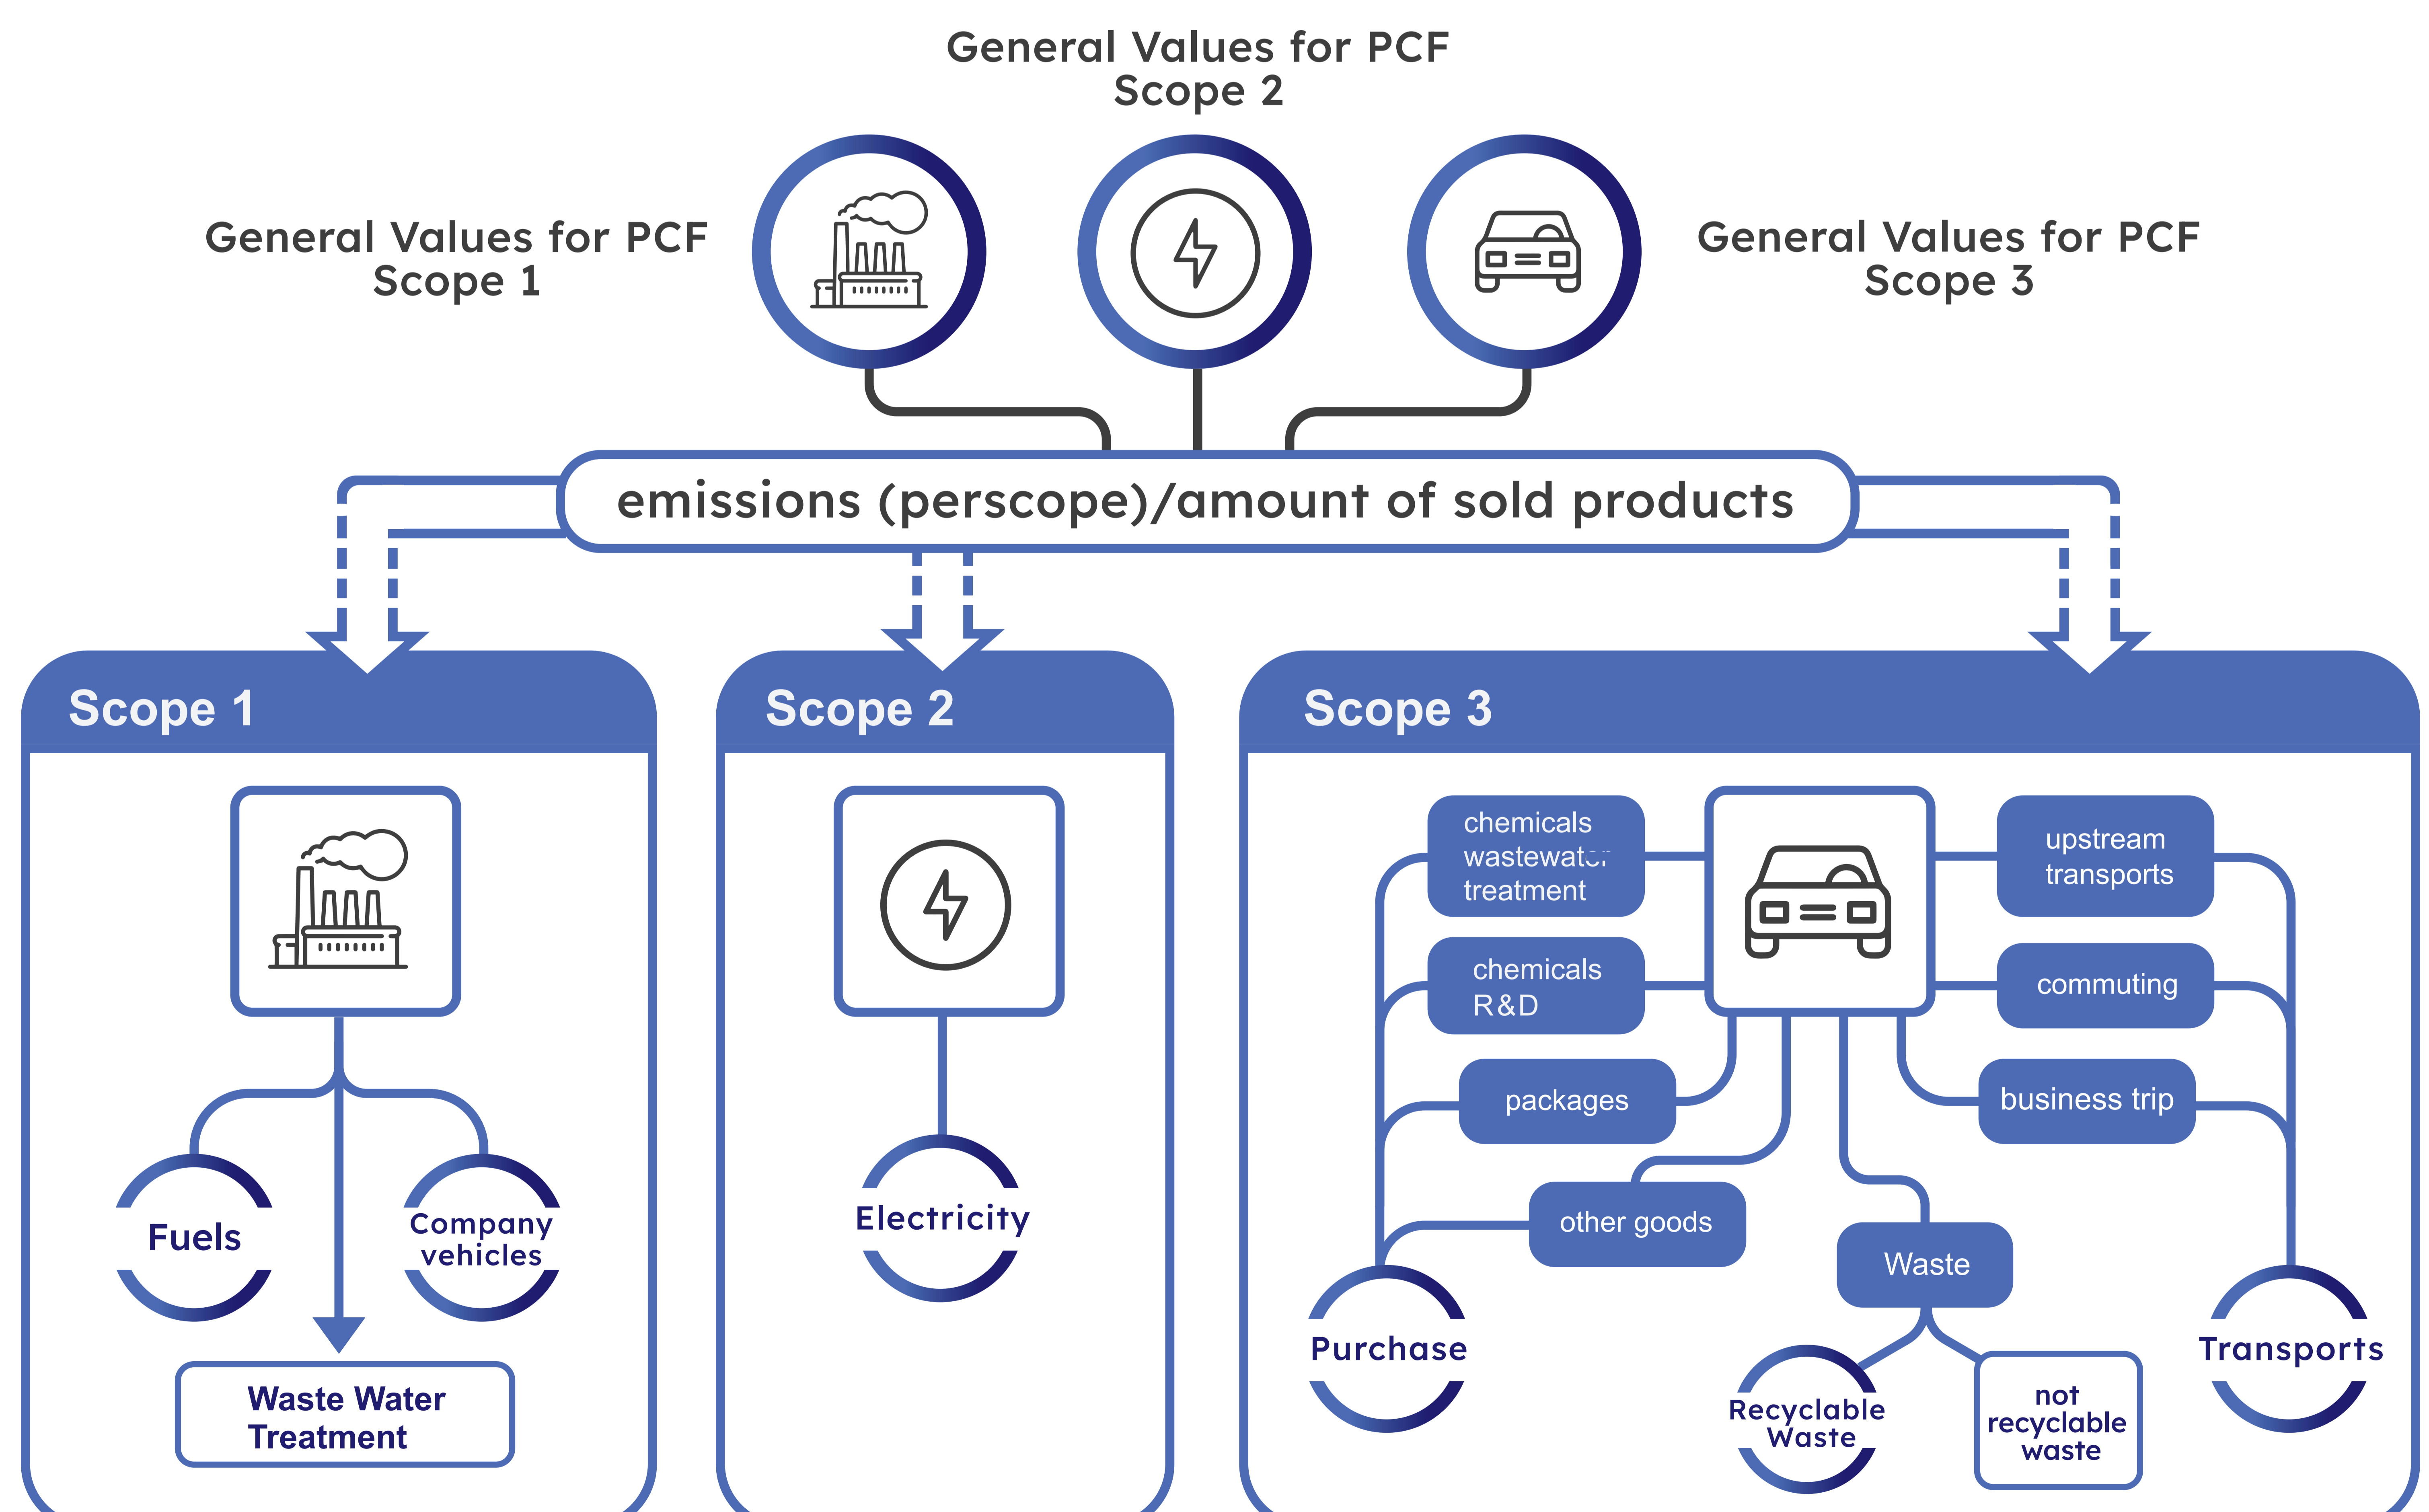 General Values for PCF
Scope 2
General Values for PCF
Scope 1
General Values for PCF
Scope 3
emissions (perscope)/amount of sold products
Scope 1
Scope 2
Scope 3
Fuels
Company
vehicles
Waste Water
Treatment
Electricity
chemicals
wastewater
treatment
chemicals
R&D
packages
other goods
upstream
transports
commuting
business trip
Waste
Purchase
Recyclable
Waste
not
recyclable
waste
Transports